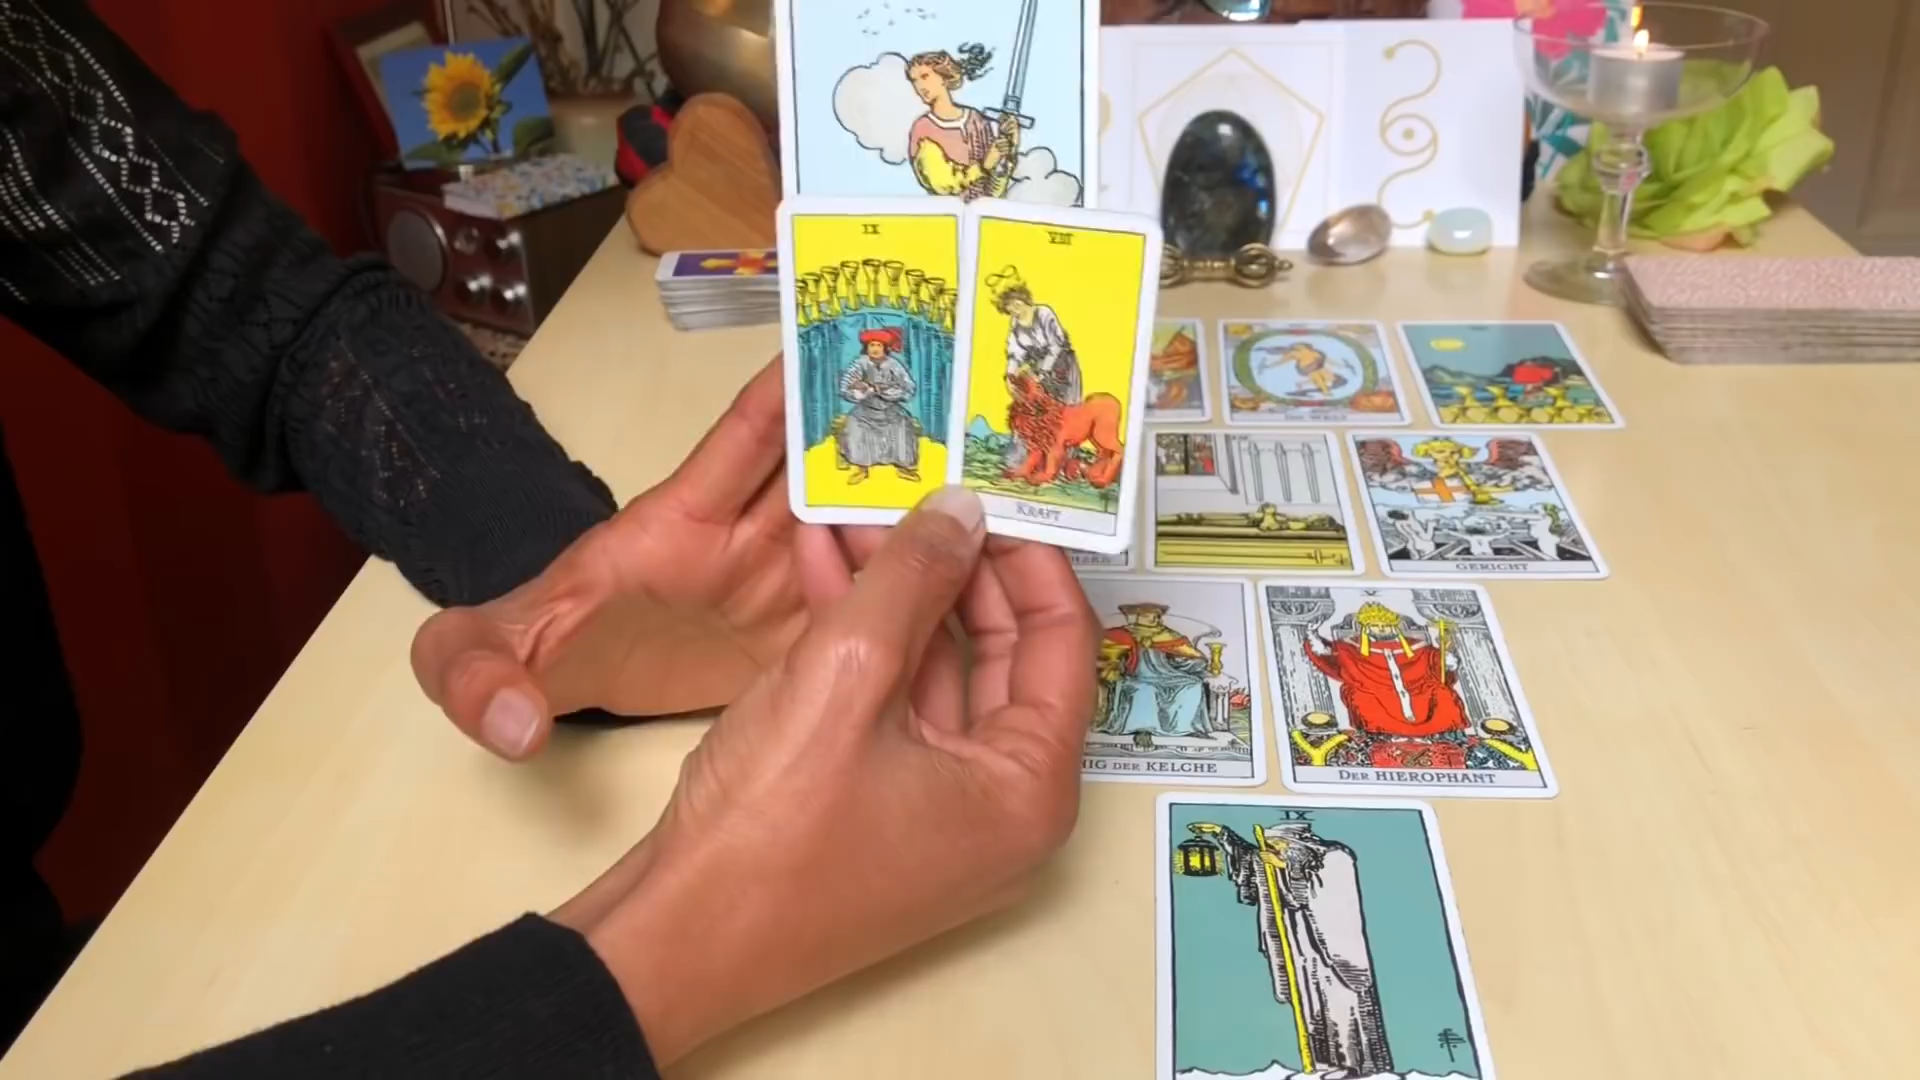 IX
VIII
KRAFT
GERICHT
NIG DER KELCHE
V
DER HIEROPHANT
IX